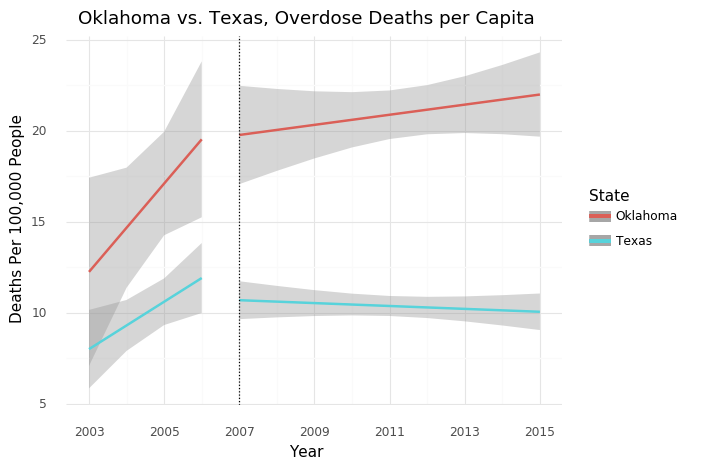 Oklahoma vs. Texas, Overdose Deaths per Capita
25
20
15
10
5
Deaths Per 100,000 People
2003 2005 2007 2009 2011 2013 2015
Year
State
Oklahoma
Texas